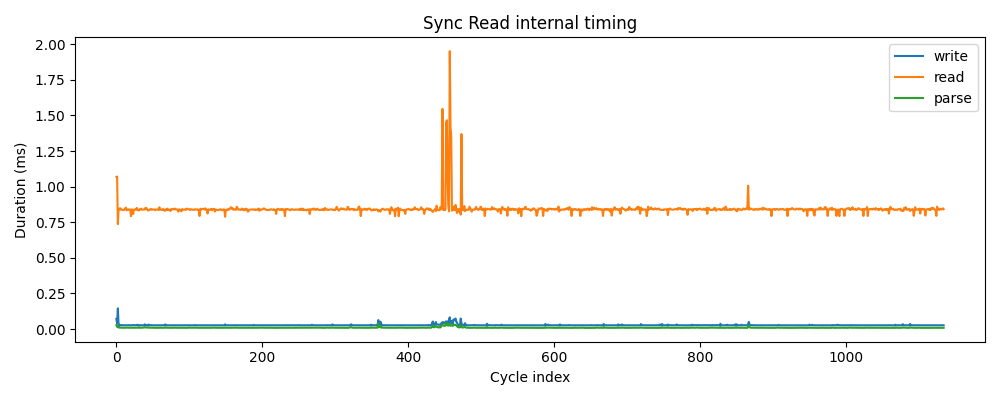 Sync Read internal timing
2.00
1.75
1.50
1.25
1.00
0.75
0.50
0.25
0.00
Duration (ms)
write
read
parse
0 200 400 600 800 1000
Cycle index